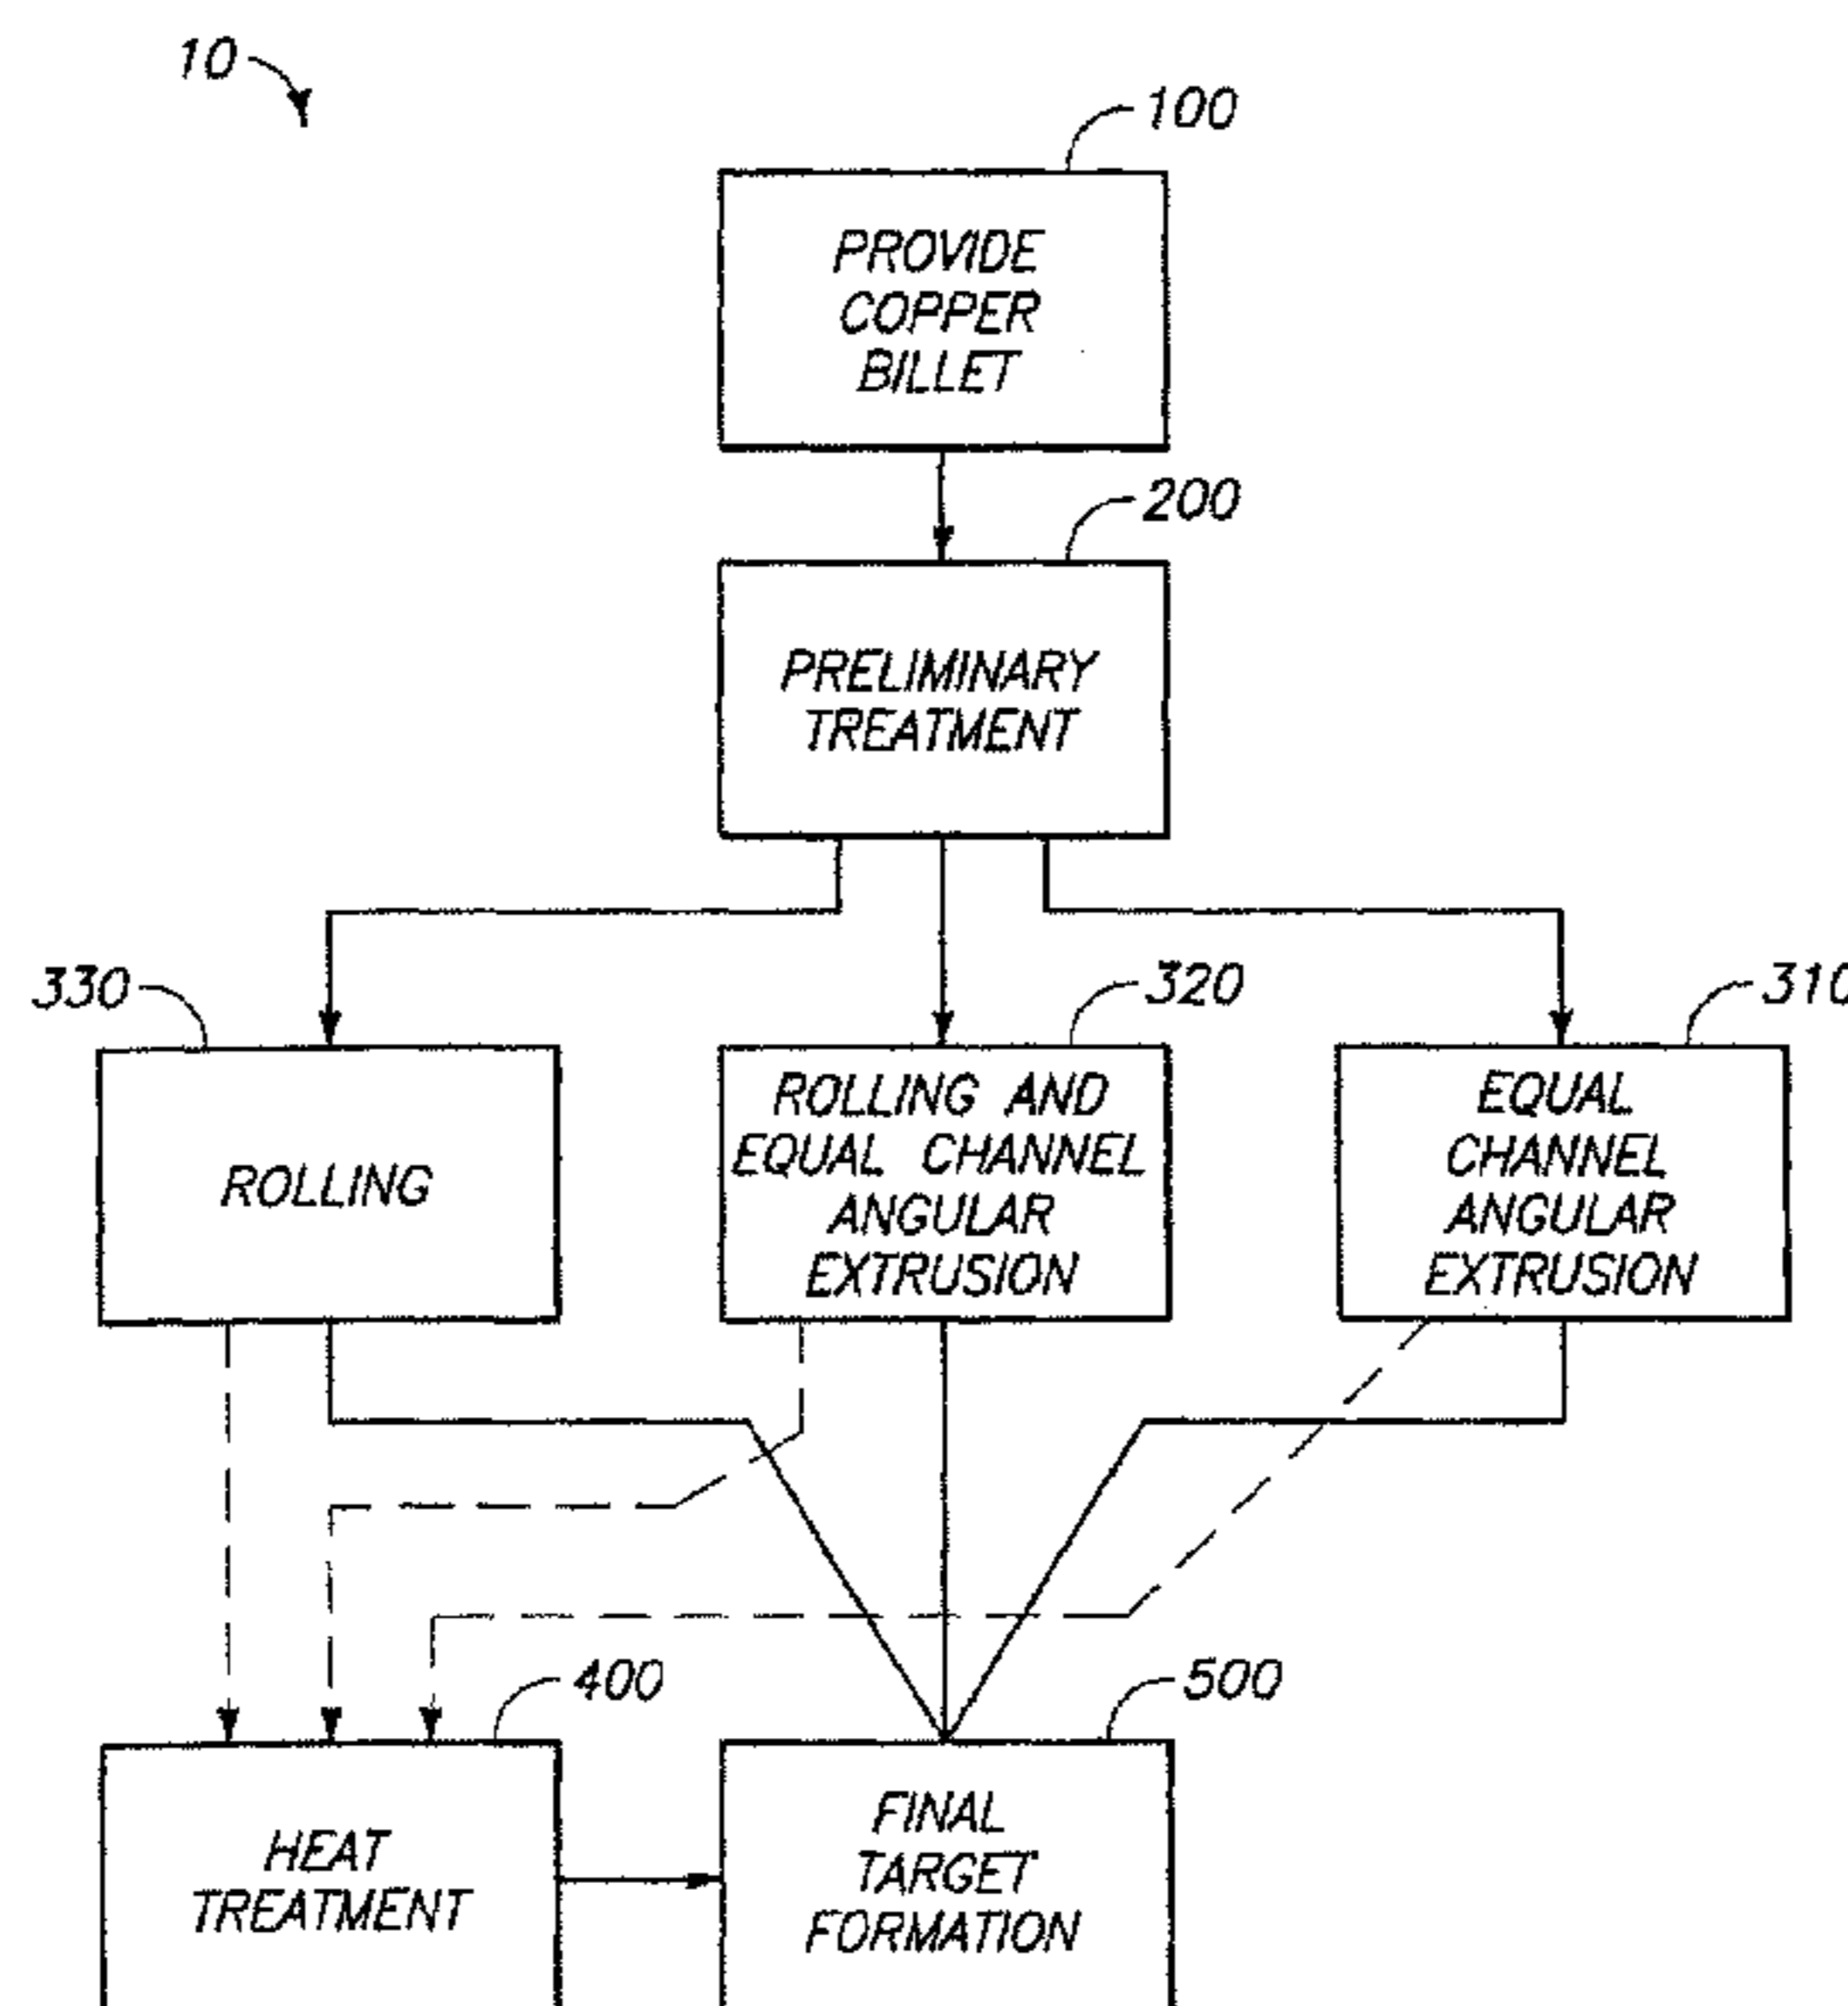 10
100
PROVIDE
COPPER
BILLET
200
PRELIMINARY
TREATMENT
330
ROLLING
320
ROLLING AND
EQUAL CHANNEL
ANGULAR
EXTRUSION
310
EQUAL
CHANNEL
ANGULAR
EXTRUSION
400
HEAT
TREATMENT
500
FINAL
TARGET
FORMATION